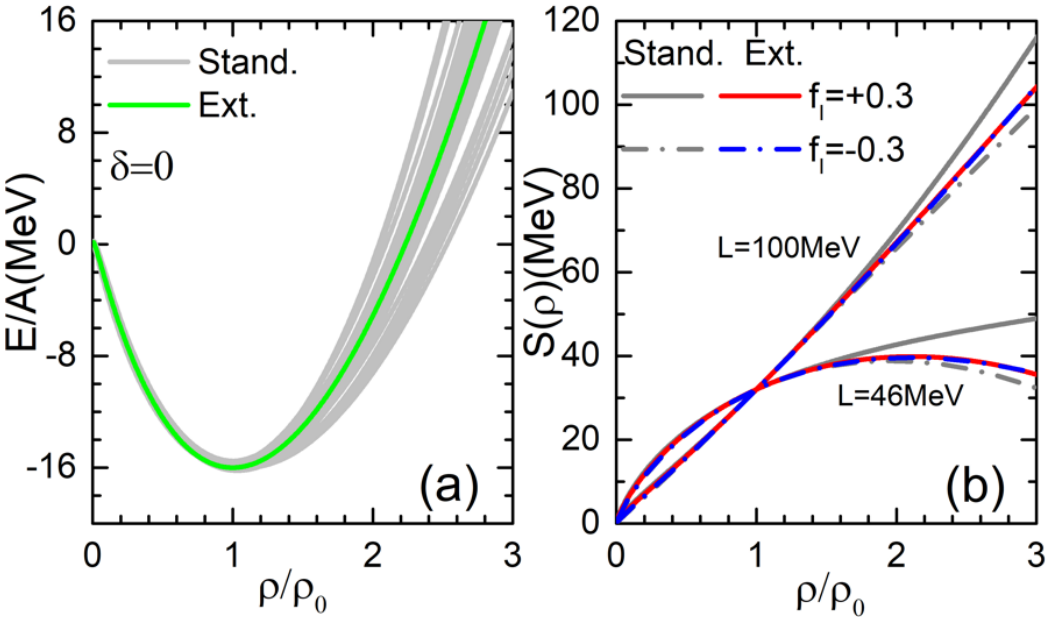 16
8
0
-8
-16
E/A(MeV)
Stand.
Ext.
δ=0
(a)
0
1
2
3
ρ/ρ₀
120
100
80
60
40
20
0
S(ρ)(MeV)
Stand. Ext.
f_I=+0.3
f_I=-0.3
L=100MeV
L=46MeV
(b)
0
1
2
3
ρ/ρ₀